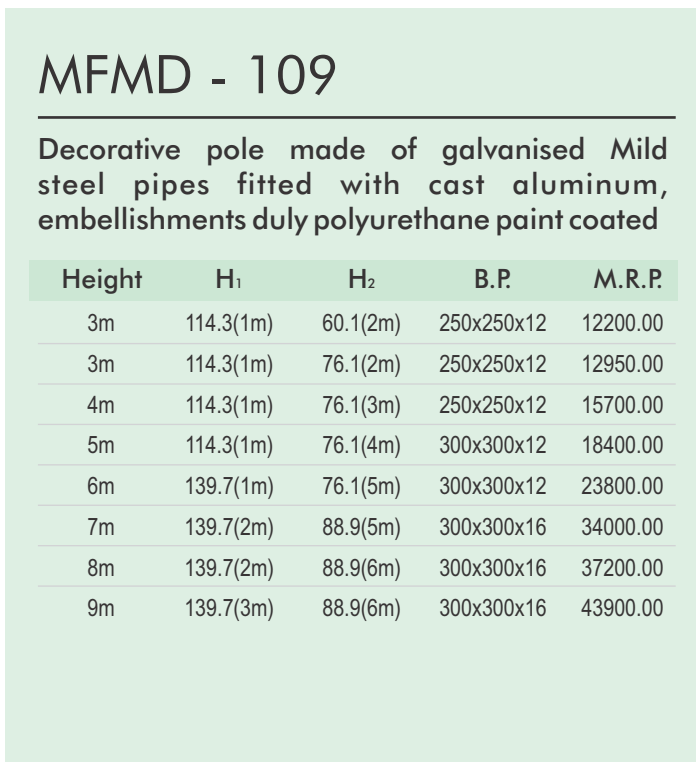 MFMD - 109
Decorative pole made of galvanised Mild
steel pipes fitted with cast aluminum,
embellishments duly polyurethane paint coated
Height H₁ H₂ B.P. M.R.P.
3m 114.3(1m) 60.1(2m) 250x250x12 12200.00
3m 114.3(1m) 76.1(2m) 250x250x12 12950.00
4m 114.3(1m) 76.1(3m) 250x250x12 15700.00
5m 114.3(1m) 76.1(4m) 300x300x12 18400.00
6m 139.7(1m) 76.1(5m) 300x300x12 23800.00
7m 139.7(2m) 88.9(5m) 300x300x16 34000.00
8m 139.7(2m) 88.9(6m) 300x300x16 37200.00
9m 139.7(3m) 88.9(6m) 300x300x16 43900.00